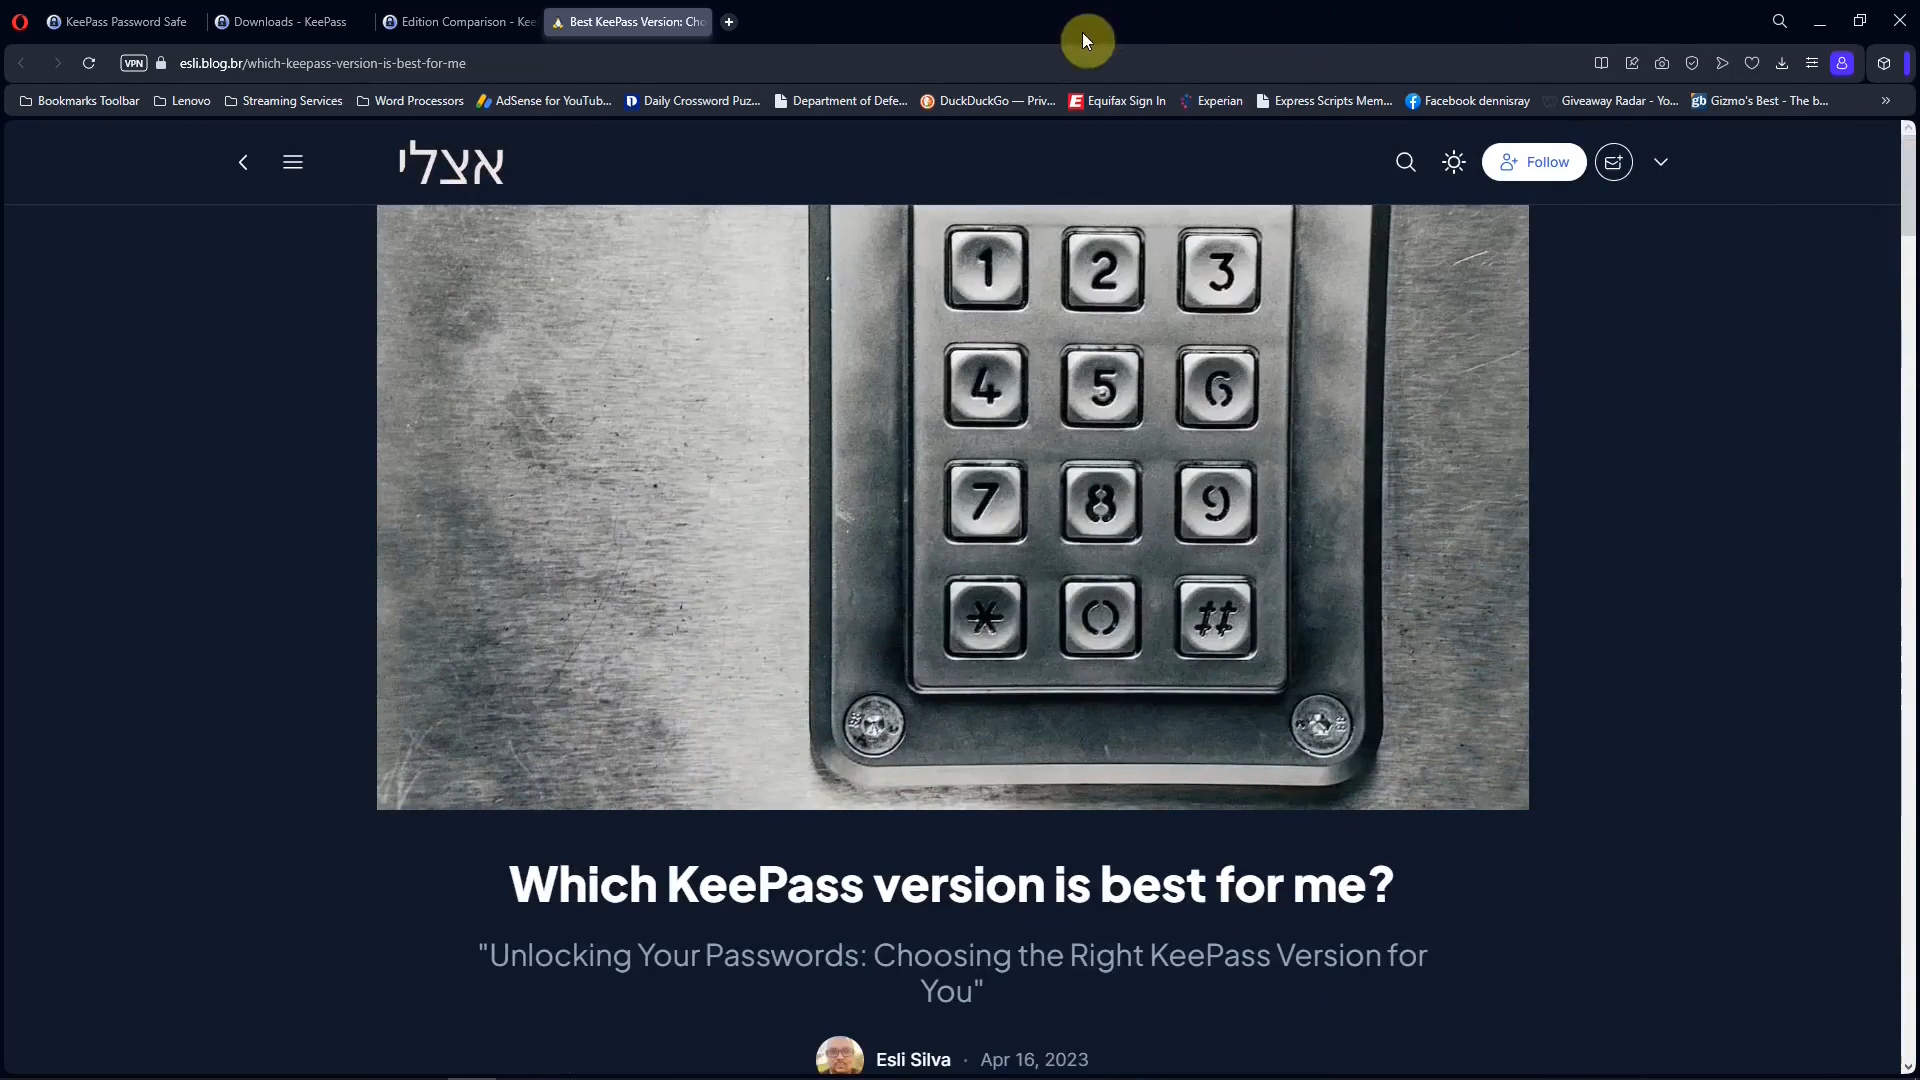 KeePass Password Safe
Downloads - KeePass
Edition Comparison - Kee
Best KeePass Version: Cho
VPN
esli.blog.br/which-keepass-version-is-best-for-me
Bookmarks Toolbar
Lenovo
Streaming Services
Word Processors
AdSense for YouTub...
Daily Crossword Puz...
Department of Defe...
DuckDuckGo — Priv...
Equifax Sign In
Experian
Express Scripts Mem...
Facebook dennisray
Giveaway Radar - Yo...
gb Gizmo's Best - The b...
אצלי
Follow
1 2 3
4 5 6
7 8 9
* 0 #
Which KeePass version is best for me?
"Unlocking Your Passwords: Choosing the Right KeePass Version for
You"
Esli Silva · Apr 16, 2023